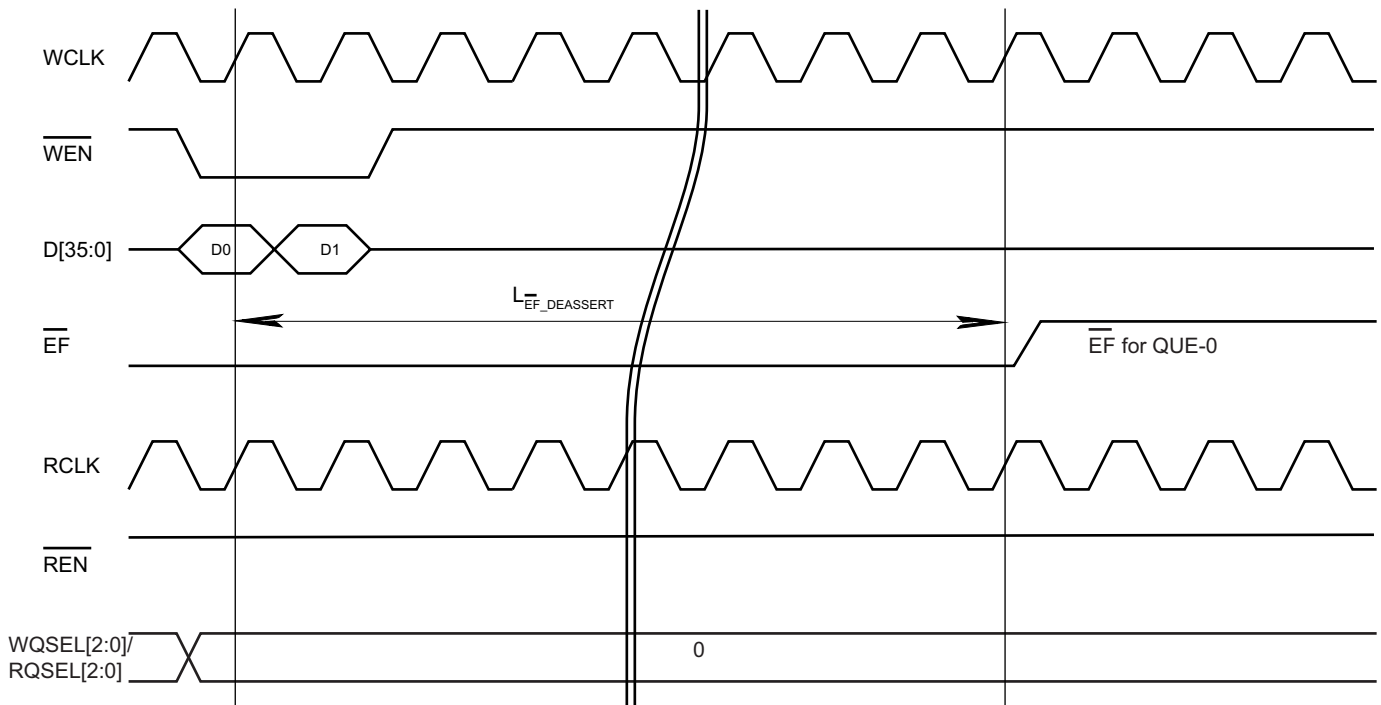 WCLK
WEN
D[35:0]
D0
D1
LEF_DEASSERT
EF
EF for QUE-0
RCLK
REN
WQSEL[2:0]/
RQSEL[2:0]
0